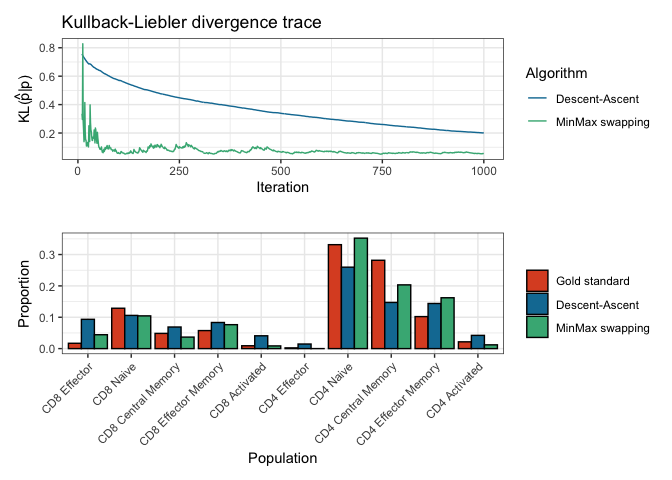 Kullback-Liebler divergence trace
KL(p̂|p)
0.8
0.6
0.4
0.2
0
250
500
750
1000
Iteration
Algorithm
Descent-Ascent
MinMax swapping
Proportion
0.3
0.2
0.1
0.0
CD8 Effector
CD8 Naive
CD8 Central Memory
CD8 Effector Memory
CD8 Activated
CD4 Effector
CD4 Naive
CD4 Central Memory
CD4 Effector Memory
CD4 Activated
Population
Gold standard
Descent-Ascent
MinMax swapping